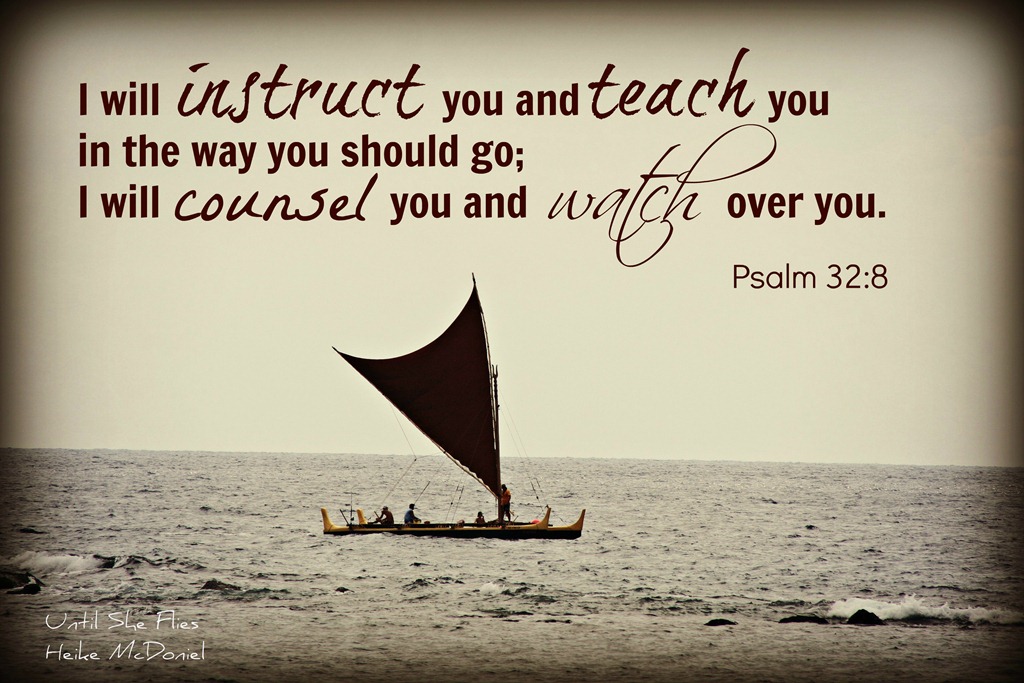 I will instruct you and teach you
in the way you should go;
I will counsel you and watch over you.
Psalm 32:8
Until She Flies
Heike McDoniel